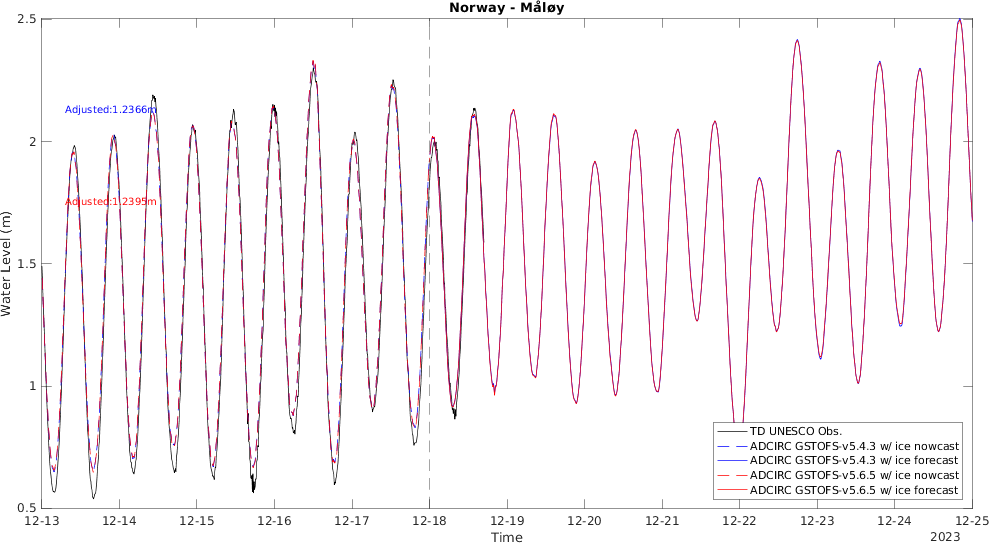 Norway - Måløy
2.5
2
1.5
1
0.5
Water Level (m)
Adjusted:1.2366m
Adjusted:1.2395m
TD UNESCO Obs.
ADCIRC GSTOFS-v5.4.3 w/ ice nowcast
ADCIRC GSTOFS-v5.4.3 w/ ice forecast
ADCIRC GSTOFS-v5.6.5 w/ ice nowcast
ADCIRC GSTOFS-v5.6.5 w/ ice forecast
12-13 12-14 12-15 12-16 12-17 12-18 12-19 12-20 12-21 12-22 12-23 12-24 12-25
Time
2023